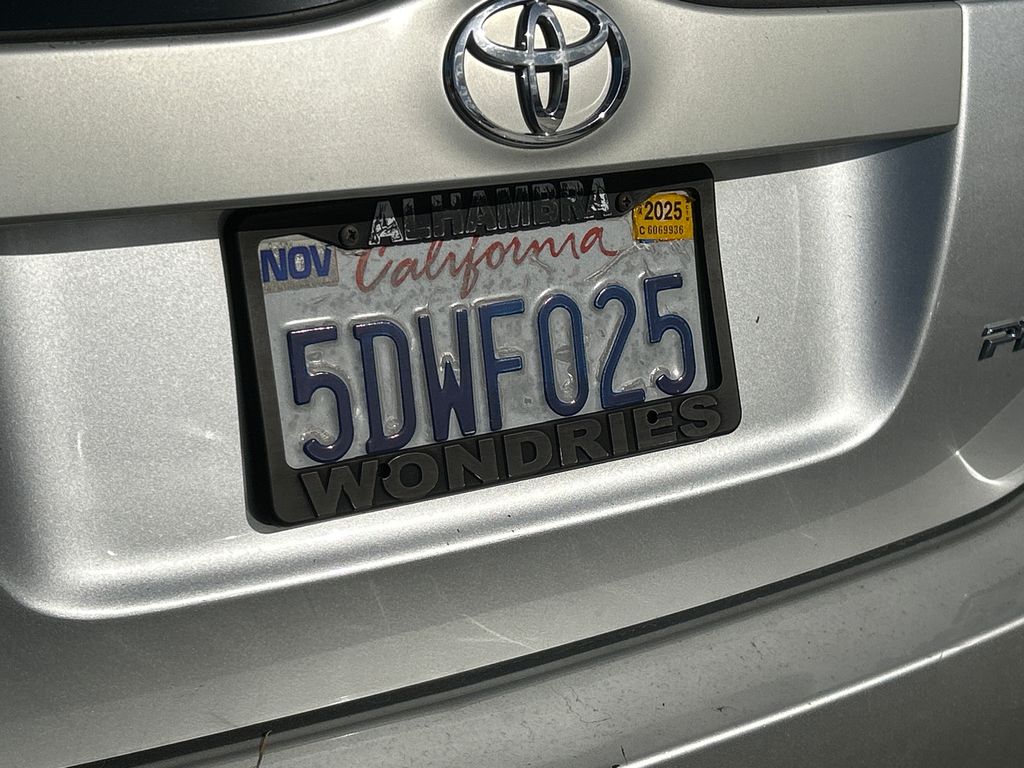 ALHAMBRA
NOV
California
2025
C 6069936
5DWF025
WONDRIES